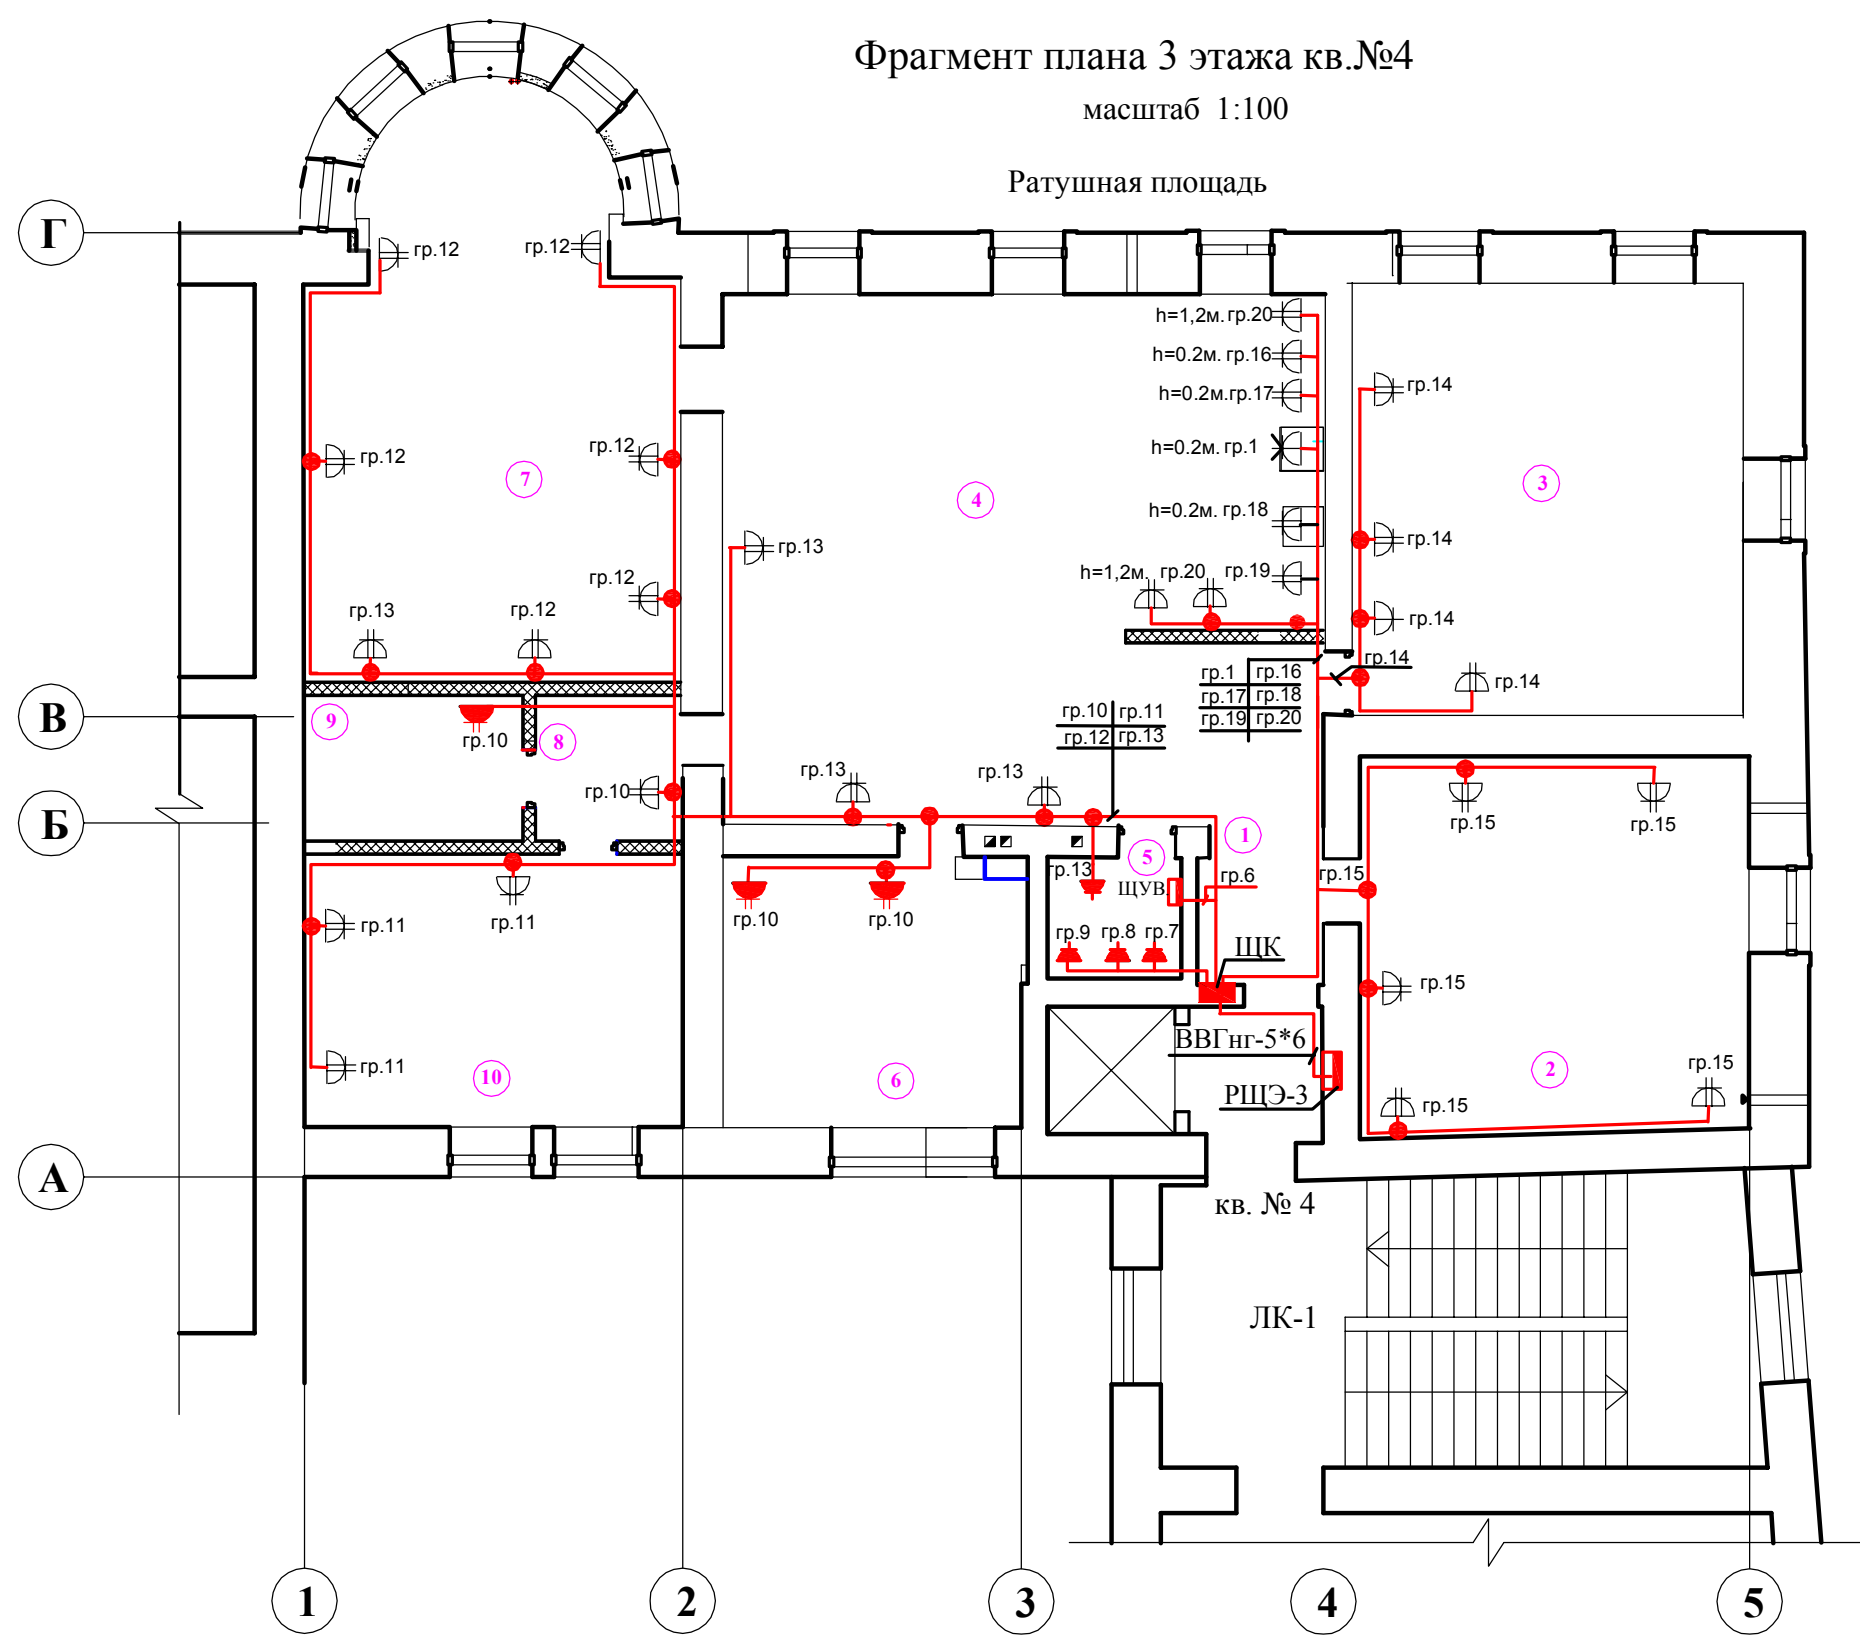 Фрагмент плана 3 этажа кв.№4
масштаб 1:100
Ратушная площадь
Г
гр.12
гр.12
h=1,2м. гр.20
h=0.2м. гр.16
h=0.2м.гр.17
гр.14
h=0.2м. гр.1
гр.12
гр.12
7
4
3
h=0.2м. гр.18
гр.13
гр.14
гр.12
h=1,2м. гр.20 гр.19
гр.13
гр.12
гр.14
гр.14
гр.1 гр.16
гр.17 гр.18
гр.19 гр.20
гр.14
В
9
гр.10
8
гр.10 гр.11
гр.12 гр.13
гр.10
гр.13
гр.13
Б
гр.15
гр.15
1
5
гр.13
ЩУВ
гр.6
гр.15
гр.11
гр.11
гр.10
гр.10
гр.9 гр.8 гр.7
ЩК
гр.15
ВВГнг-5*6
гр.11
10
6
РЩЭ-3
2
гр.15
гр.15
А
кв. № 4
ЛК-1
1
2
3
4
5